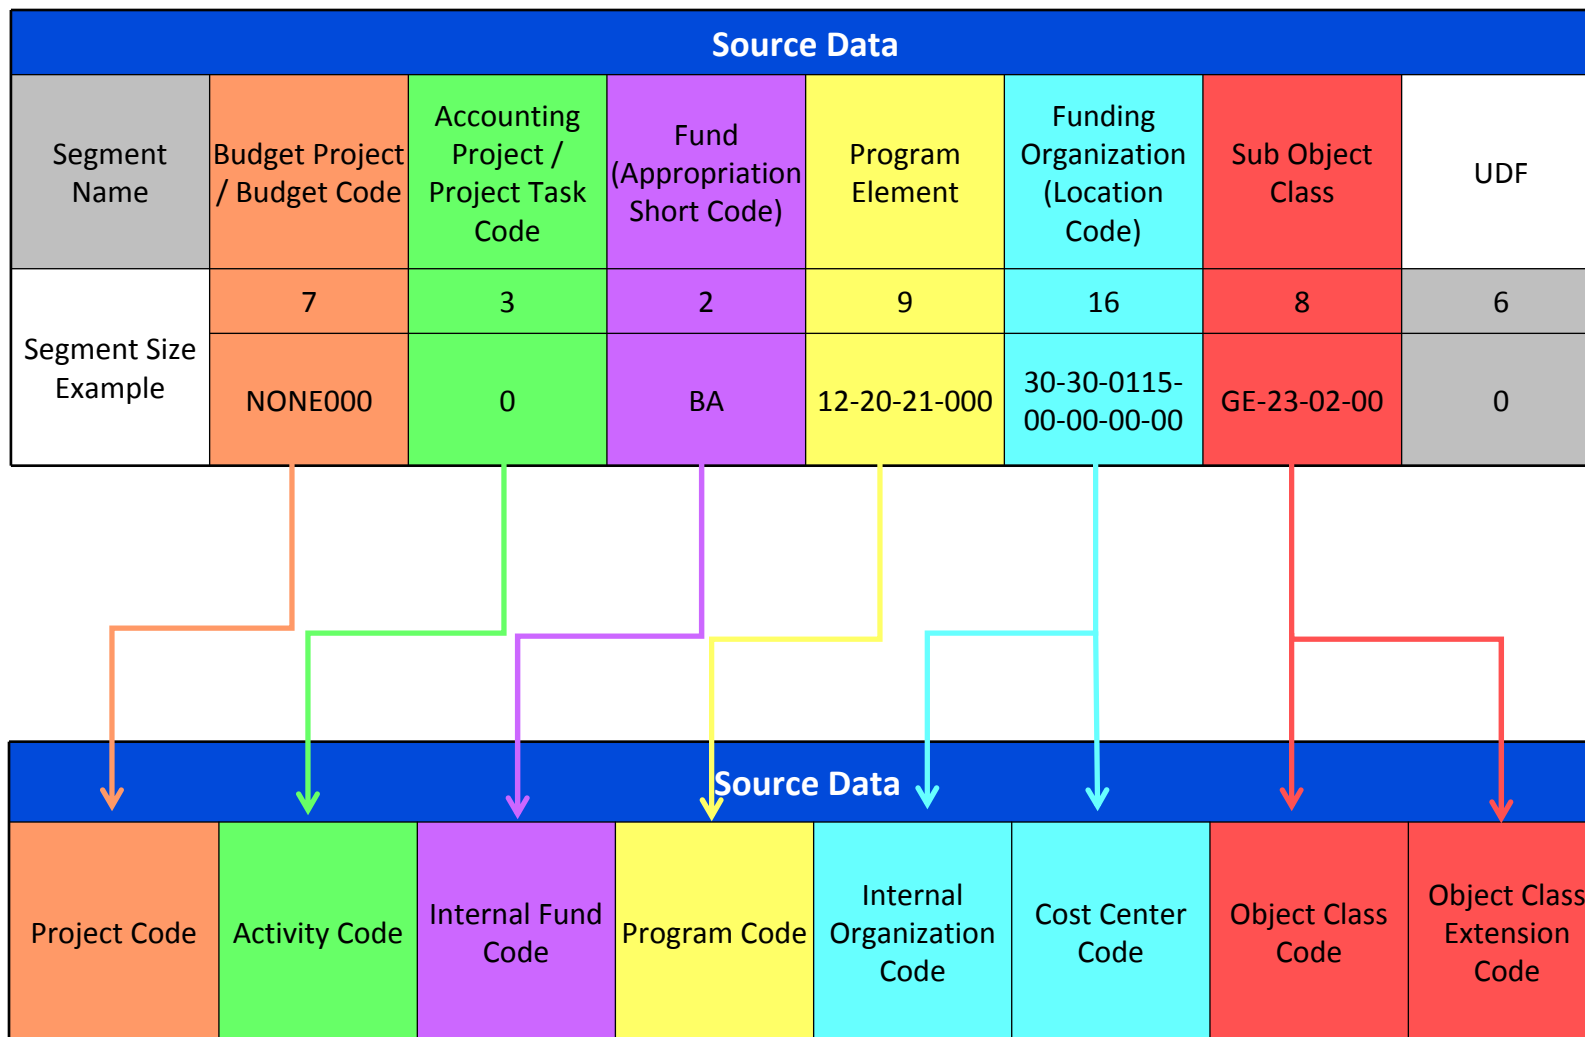 Source Data
Segment
Name
Budget Project
/ Budget Code
Accounting
Project /
Project Task
Code
Fund
(Appropriation
Short Code)
Program
Element
Funding
Organization
(Location
Code)
Sub Object
Class
UDF
Segment Size
Example
7
3
2
9
16
8
6
NONE000
0
BA
12-20-21-000
30-30-0115-
00-00-00-00
GE-23-02-00
0
Source Data
Project Code
Activity Code
Internal Fund
Code
Program Code
Internal
Organization
Code
Cost Center
Code
Object Class
Code
Object Class
Extension
Code